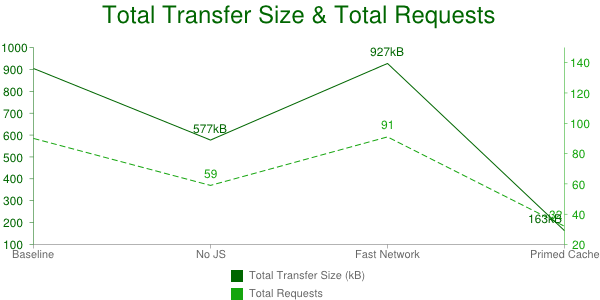 Total Transfer Size & Total Requests
1000
900
800
700
600
500
400
300
200
100
577kB
927kB
163kB
59
91
140
120
100
80
60
40
20
Baseline
No JS
Fast Network
Primed Cache
Total Transfer Size (kB)
Total Requests